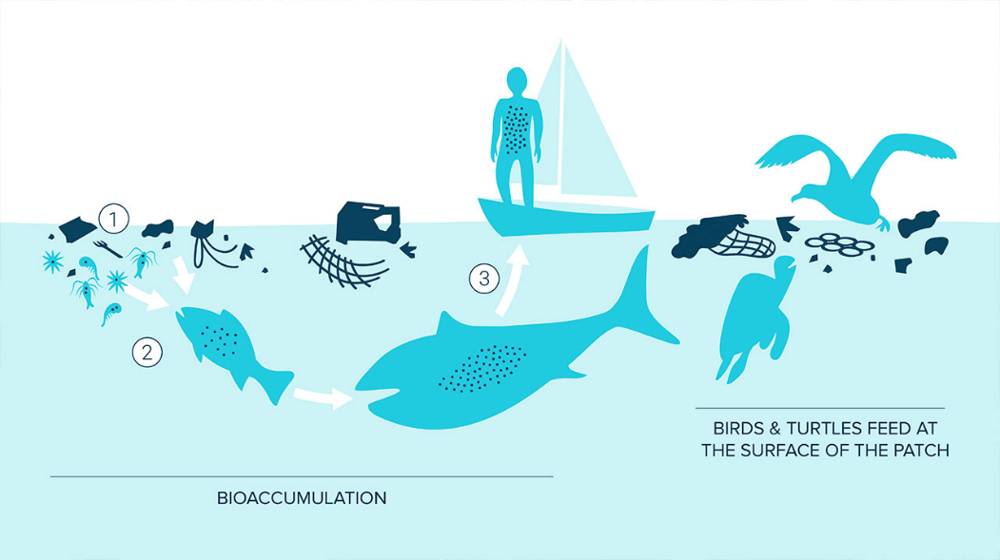 1
2
3
BIOACCUMULATION
BIRDS & TURTLES FEED AT
THE SURFACE OF THE PATCH